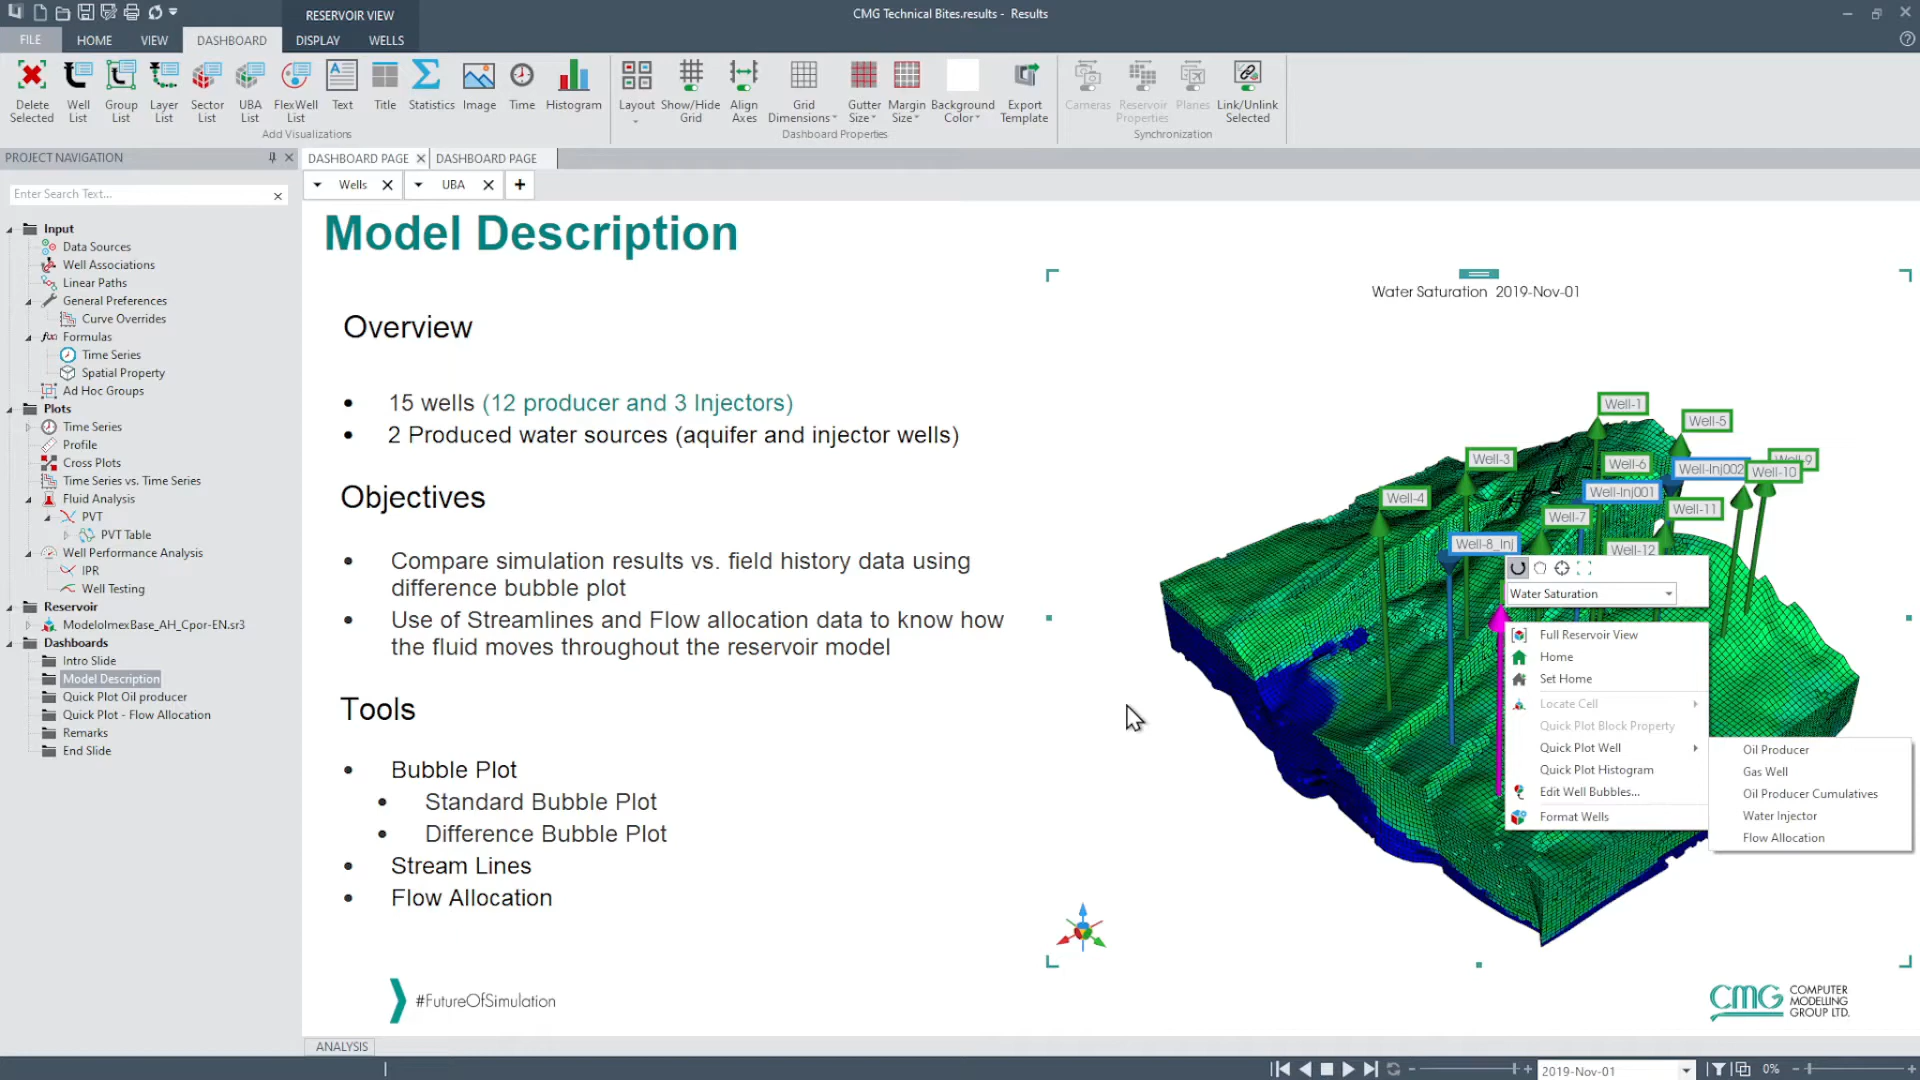 RESERVOIR VIEW
CMG Technical Bites.results - Results
FILE
HOME
VIEW
DASHBOARD
DISPLAY
WELLS
Delete Selected
Well List
Group List
Layer List
Sector List
UBA List
FlexWell List
Text
Title
Statistics
Image
Time
Histogram
Layout
Show/Hide Grid
Align Axes
Grid Dimensions
Gutter Size
Margin Size
Background Color
Export Template
Cameras
Reservoir Properties
Planes
Link/Unlink Selected
Add Visualizations
Dashboard Properties
Synchronization
PROJECT NAVIGATION
DASHBOARD PAGE
DASHBOARD PAGE
Wells
UBA
Enter Search Text...
Input
Data Sources
Well Associations
Linear Paths
General Preferences
Curve Overrides
Formulas
Time Series
Spatial Property
Ad Hoc Groups
Plots
Time Series
Profile
Cross Plots
Time Series vs. Time Series
Fluid Analysis
PVT
PVT Table
Well Performance Analysis
IPR
Well Testing
Reservoir
ModeloImexBase_AH_Cpor-EN.sr3
Dashboards
Intro Slide
Model Description
Quick Plot Oil producer
Quick Plot - Flow Allocation
Remarks
End Slide
Model Description
Overview
• 15 wells (12 producer and 3 Injectors)
• 2 Produced water sources (aquifer and injector wells)
Objectives
• Compare simulation results vs. field history data using
difference bubble plot
• Use of Streamlines and Flow allocation data to know how
the fluid moves throughout the reservoir model
Tools
• Bubble Plot
• Standard Bubble Plot
• Difference Bubble Plot
• Stream Lines
• Flow Allocation
#FutureOfSimulation
Water Saturation 2019-Nov-01
Well-1
Well-5
Well-3
Well-6
Well-Inj002
Well-9
Well-10
Well-4
Well-Inj001
Well-11
Well-7
Well-8_Inj
Well-12
Water Saturation
Full Reservoir View
Home
Set Home
Locate Cell
Quick Plot Block Property
Quick Plot Well
Quick Plot Histogram
Edit Well Bubbles...
Format Wells
Oil Producer
Gas Well
Oil Producer Cumulatives
Water Injector
Flow Allocation
CMG
COMPUTER
MODELLING
GROUP LTD.
ANALYSIS
2019-Nov-01
0%